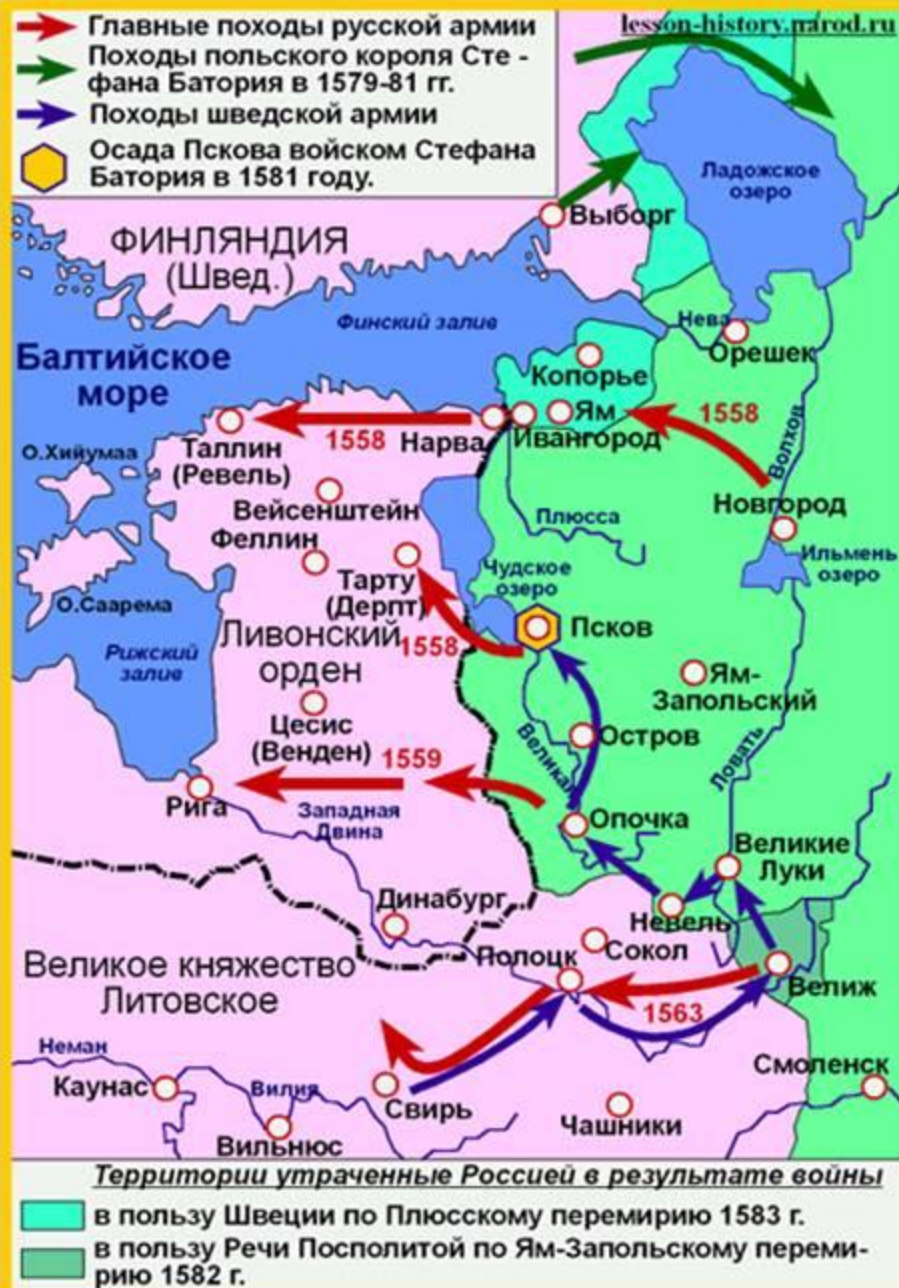 lesson-history.narod.ru
Главные походы русской армии
Походы польского короля Сте -
фана Батория в 1579-81 гг.
Походы шведской армии
Осада Пскова войском Стефана
Батория в 1581 году.
Ладожское
озеро
Выборг
ФИНЛЯНДИЯ
(Швед.)
Финский залив
Нева
Орешек
Балтийское
море
Копорье
Ям
1558
Волхов
Таллин
(Ревель)
1558
Нарва
Ивангород
О.Хийумаа
Вейсенштейн
Новгород
Плюсса
Феллин
Ильмень
озеро
Тарту
(Дерпт)
Чудское
озеро
О.Саарема
Псков
1558
Ливонский
орден
Рижский
залив
Ям-
Запольский
Цесис
(Венден)
Остров
Великая
Ловать
1559
Рига
Западная
Двина
Опочка
Великие
Луки
Динабург
Невель
Полоцк
Сокол
Великое княжество
Литовское
Велиж
1563
Неман
Смоленск
Каунас
Вилия
Свирь
Чашники
Вильнюс
Территории утраченные Россией в результате войны
в пользу Швеции по Плюсскому перемирию 1583 г.
в пользу Речи Посполитой по Ям-Запольскому переми-
рию 1582 г.